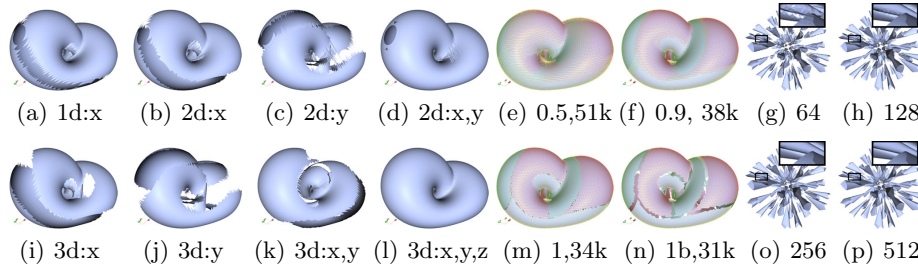 (a) 1d:x (b) 2d:x (c) 2d:y (d) 2d:x,y (e) 0.5,51k (f) 0.9, 38k (g) 64 (h) 128
(i) 3d:x (j) 3d:y (k) 3d:x,y (l) 3d:x,y,z (m) 1,34k (n) 1b,31k (o) 256 (p) 512